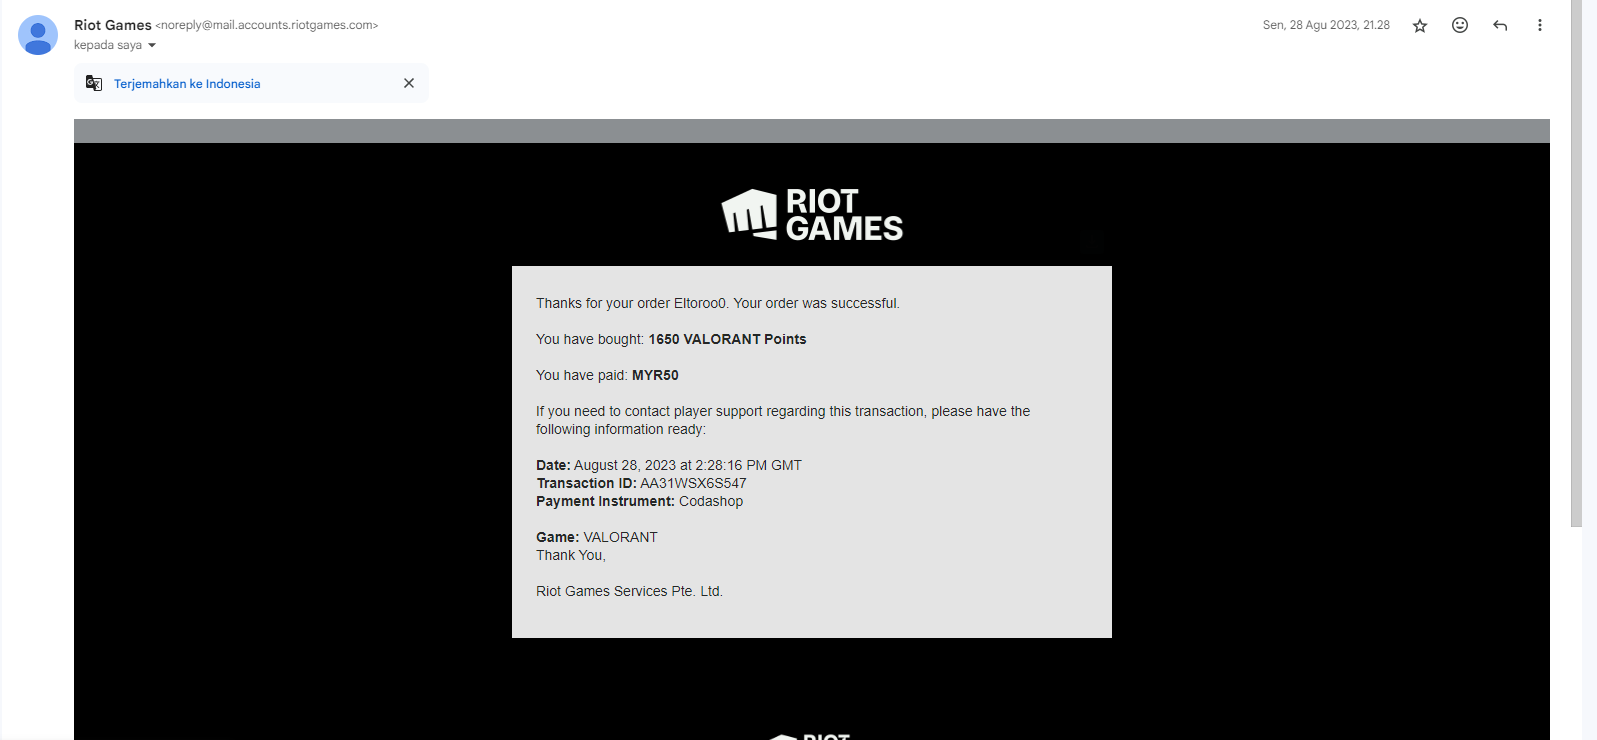 Riot Games <noreply@mail.accounts.riotgames.com>
Sen, 28 Agu 2023, 21.28
kepada saya
Terjemahkan ke Indonesia
RIOT
GAMES
Thanks for your order Eltoroo0. Your order was successful.
You have bought: 1650 VALORANT Points
You have paid: MYR50
If you need to contact player support regarding this transaction, please have the
following information ready:
Date: August 28, 2023 at 2:28:16 PM GMT
Transaction ID: AA31WSX6S547
Payment Instrument: Codashop
Game: VALORANT
Thank You,
Riot Games Services Pte. Ltd.
RIOT